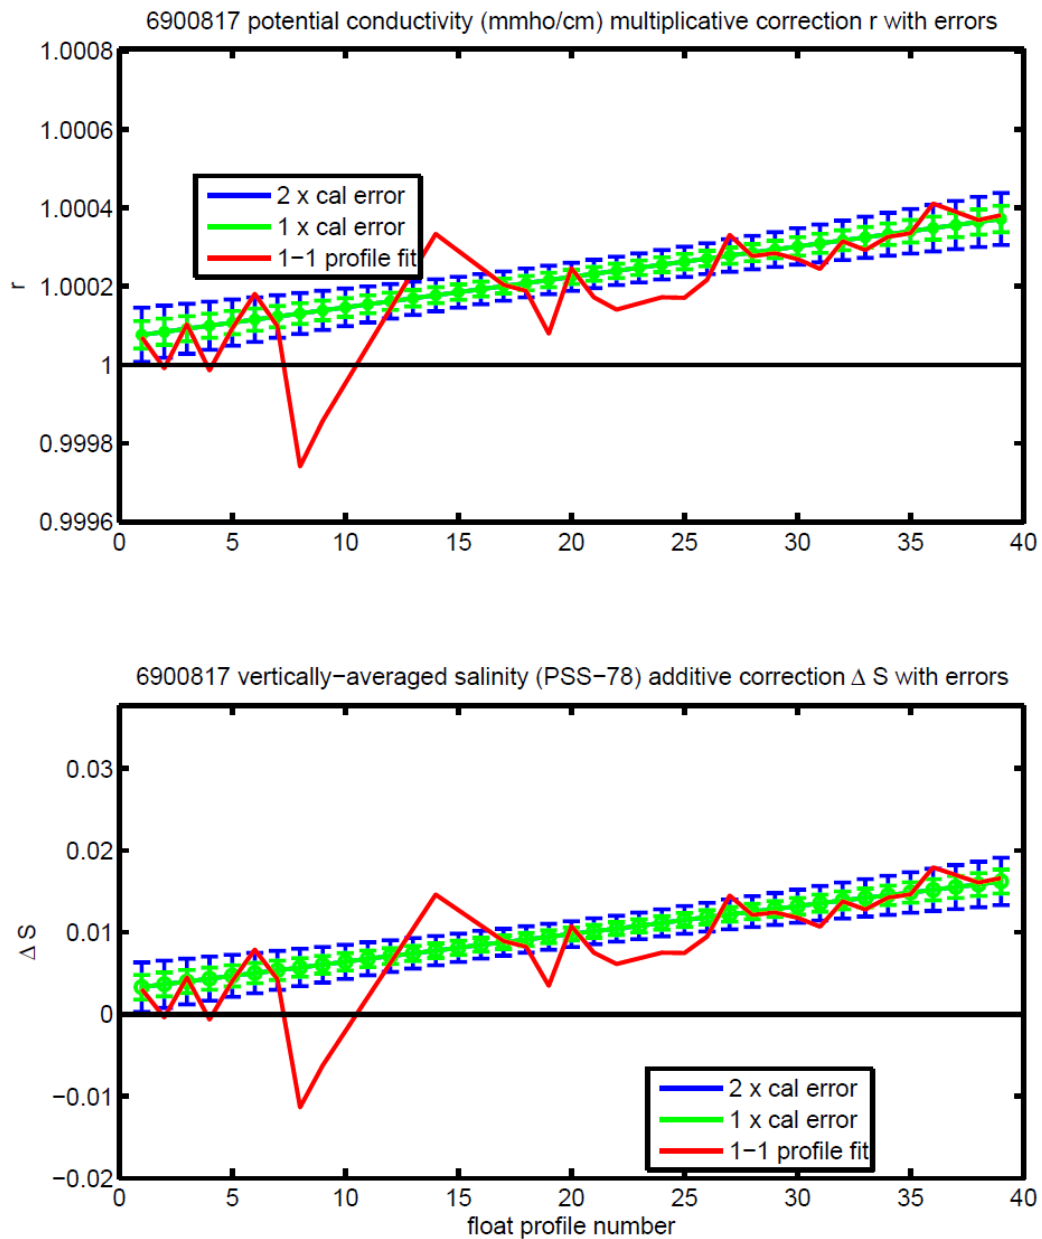 6900817 potential conductivity (mmho/cm) multiplicative correction r with errors
1.0008
1.0006
1.0004
1.0002
1
0.9998
0.9996
r
2 x cal error
1 x cal error
1−1 profile fit
0 5 10 15 20 25 30 35 40
6900817 vertically−averaged salinity (PSS−78) additive correction Δ S with errors
0.03
0.02
0.01
0
−0.01
−0.02
Δ S
2 x cal error
1 x cal error
1−1 profile fit
0 5 10 15 20 25 30 35 40
float profile number